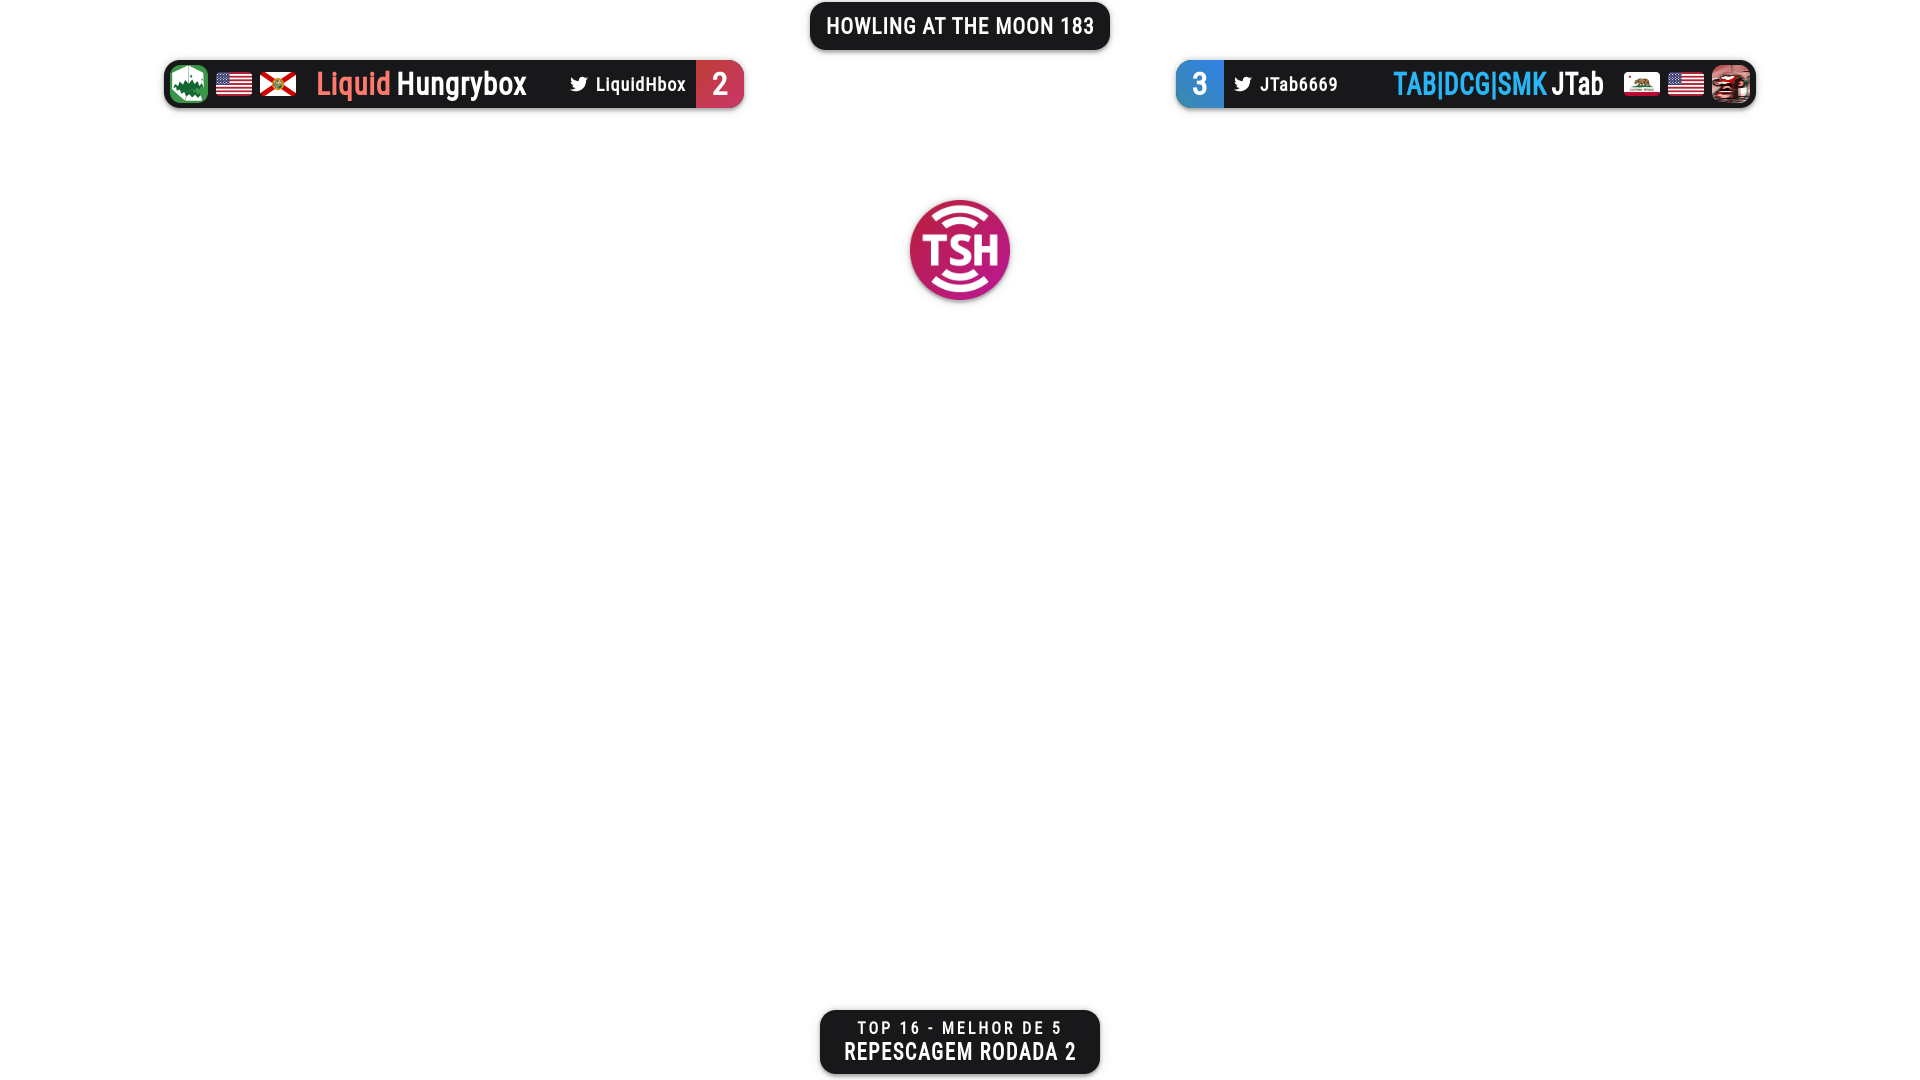 HOWLING AT THE MOON 183
Liquid Hungrybox LiquidHbox 2
3 JTab6669 TAB|DCG|SMK JTab
TSH
TOP 16 - MELHOR DE 5
REPESCAGEM RODADA 2